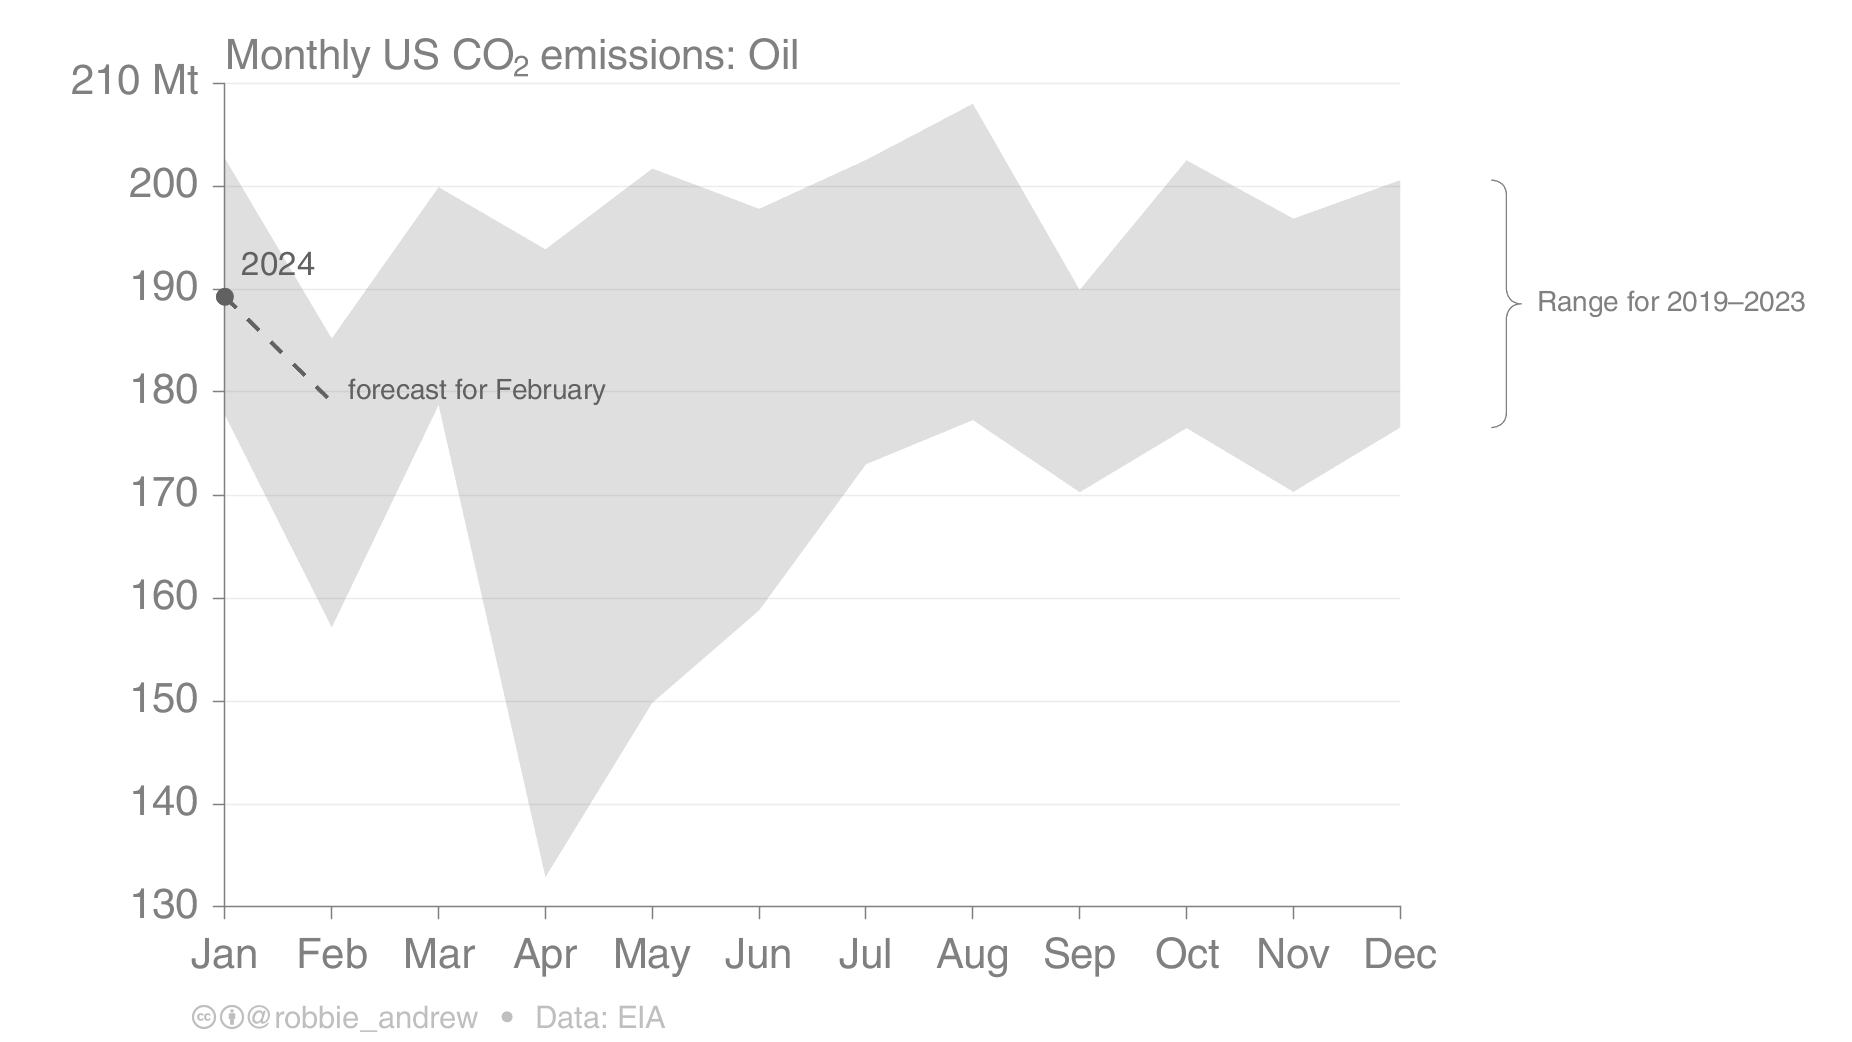 Monthly US CO₂ emissions: Oil
210 Mt
200
2024
190
Range for 2019–2023
180
forecast for February
170
160
150
140
130
Jan Feb Mar Apr May Jun Jul Aug Sep Oct Nov Dec
@robbie_andrew • Data: EIA